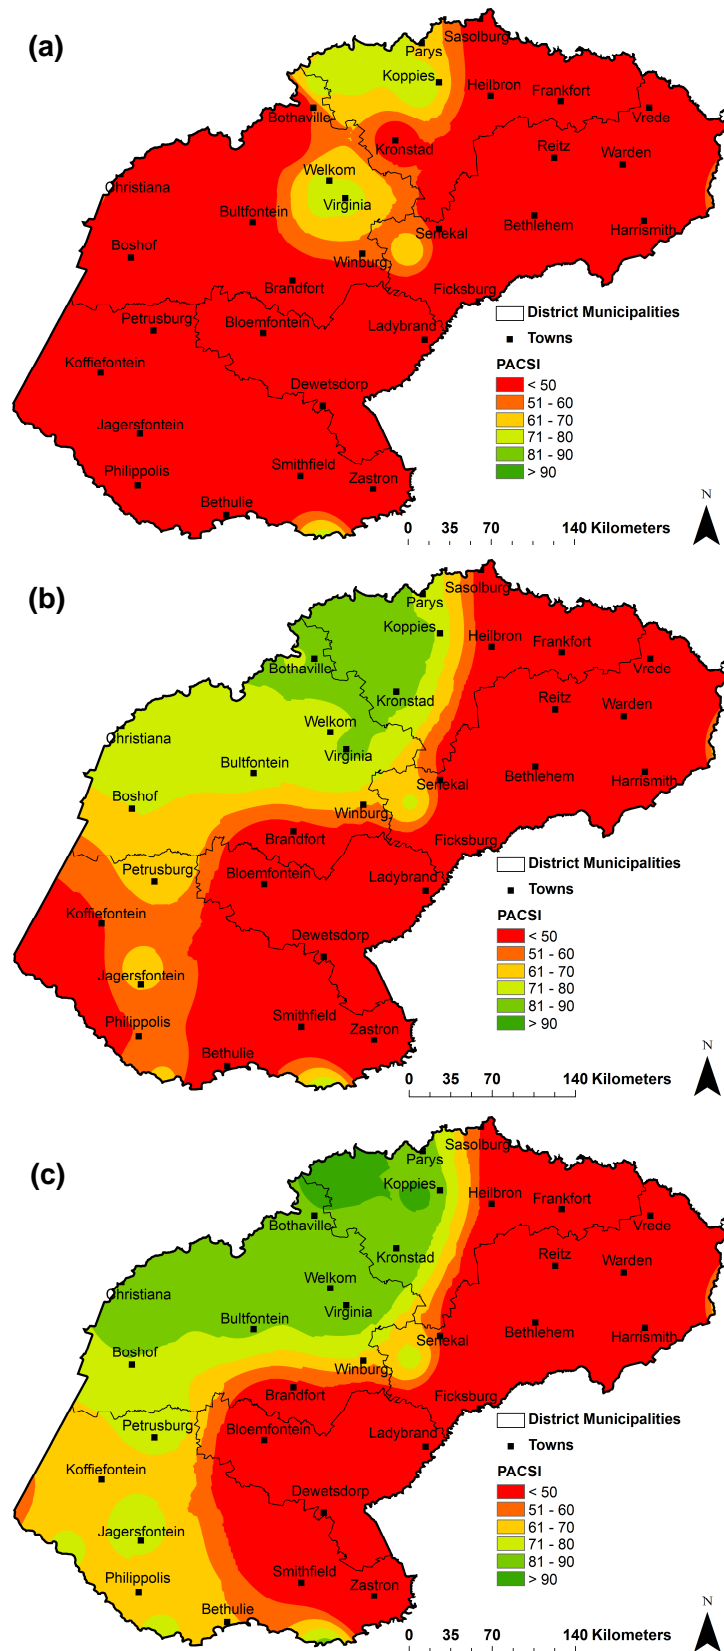 (a)
Sasolburg
Parys
Koppies
Heilbron
Frankfort
Bothaville
Vrede
Kronstad
Reitz
Warden
Welkom
Christiana
Virginia
Bultfontein
Bethlehem
Harrismith
Senekal
Boshof
Winburg
Brandfort
Ficksburg
District Municipalities
Petrusburg
Bloemfontein
Ladybrand
Towns
PACSI
Koffiefontein
< 50
Dewetsdorp
51 - 60
61 - 70
Jagersfontein
71 - 80
81 - 90
Smithfield
Philippolis
Zastron
> 90
Bethulie
N
0 35 70 140 Kilometers
(b)
Sasolburg
Parys
Koppies
Heilbron
Frankfort
Bothaville
Vrede
Kronstad
Reitz
Warden
Welkom
Christiana
Virginia
Bultfontein
Bethlehem
Harrismith
Senekal
Boshof
Winburg
Brandfort
Ficksburg
District Municipalities
Petrusburg
Bloemfontein
Ladybrand
Towns
PACSI
Koffiefontein
< 50
Dewetsdorp
51 - 60
61 - 70
Jagersfontein
71 - 80
81 - 90
Smithfield
Philippolis
Zastron
> 90
Bethulie
N
0 35 70 140 Kilometers
(c)
Sasolburg
Parys
Koppies
Heilbron
Frankfort
Bothaville
Vrede
Kronstad
Reitz
Warden
Welkom
Christiana
Virginia
Bultfontein
Bethlehem
Harrismith
Senekal
Boshof
Winburg
Brandfort
Ficksburg
District Municipalities
Petrusburg
Bloemfontein
Ladybrand
Towns
PACSI
Koffiefontein
< 50
Dewetsdorp
51 - 60
61 - 70
Jagersfontein
71 - 80
81 - 90
Smithfield
Philippolis
Zastron
> 90
Bethulie
N
0 35 70 140 Kilometers